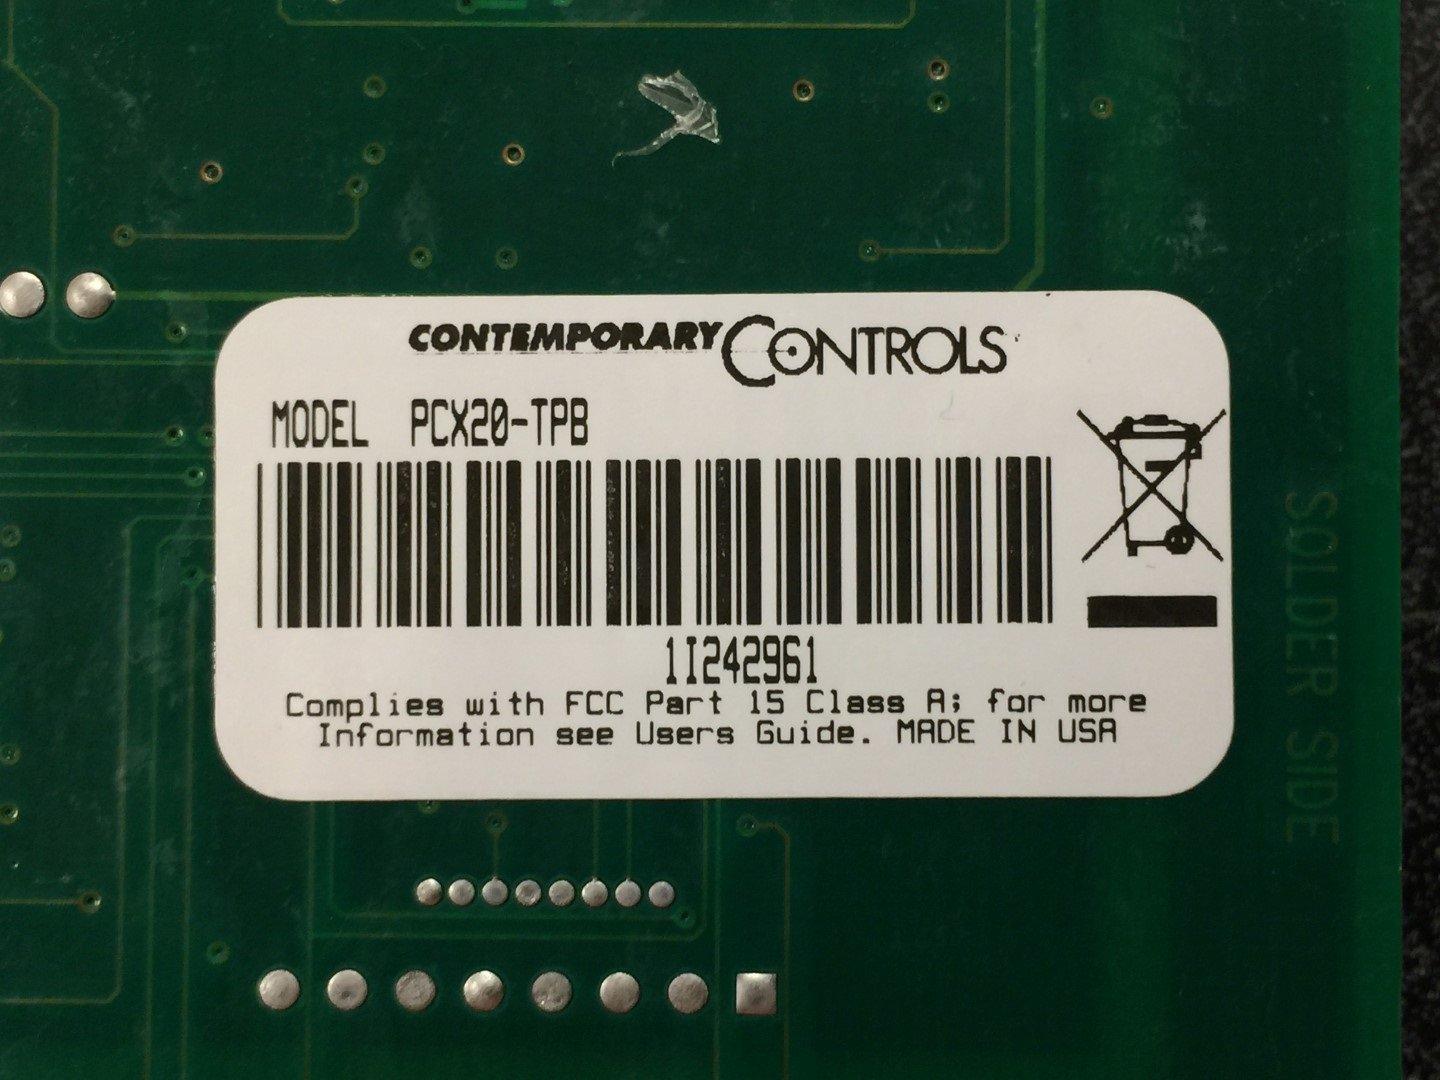 CONTEMPORARY CONTROLS
MODEL PCX20-TPB
1I242961
Complies with FCC Part 15 Class A; for more
Information see Users Guide. MADE IN USA
SOLDER SIDE